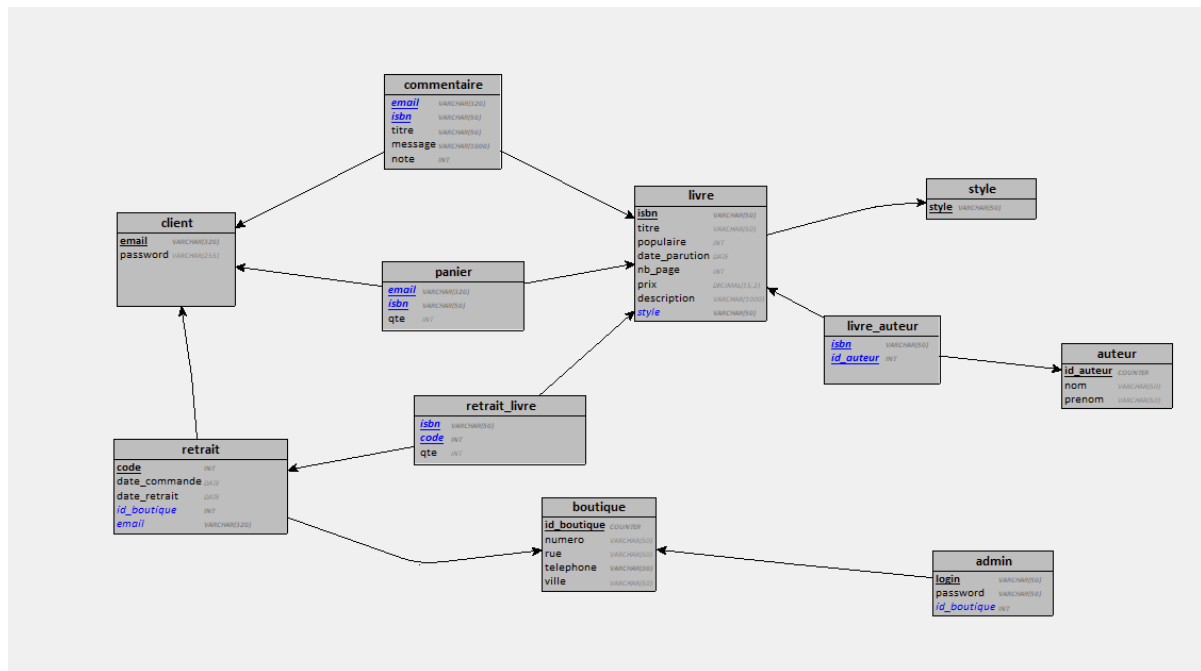 commentaire
email VARCHAR(320)
isbn VARCHAR(50)
titre VARCHAR(50)
message VARCHAR(5000)
note INT
client
email VARCHAR(320)
password VARCHAR(255)
panier
email VARCHAR(320)
isbn VARCHAR(50)
qte INT
livre
isbn VARCHAR(50)
titre VARCHAR(50)
populaire INT
date_parution DATE
nb_page INT
prix DECIMAL(15,2)
description VARCHAR(5000)
style VARCHAR(50)
style
style VARCHAR(50)
livre_auteur
isbn VARCHAR(50)
id_auteur INT
auteur
id_auteur COUNTER
nom VARCHAR(50)
prenom VARCHAR(50)
retrait_livre
isbn VARCHAR(50)
code INT
qte INT
retrait
code INT
date_commande DATE
date_retrait DATE
id_boutique INT
email VARCHAR(320)
boutique
id_boutique COUNTER
numero VARCHAR(50)
rue VARCHAR(50)
telephone VARCHAR(50)
ville VARCHAR(50)
admin
login VARCHAR(50)
password VARCHAR(50)
id_boutique INT